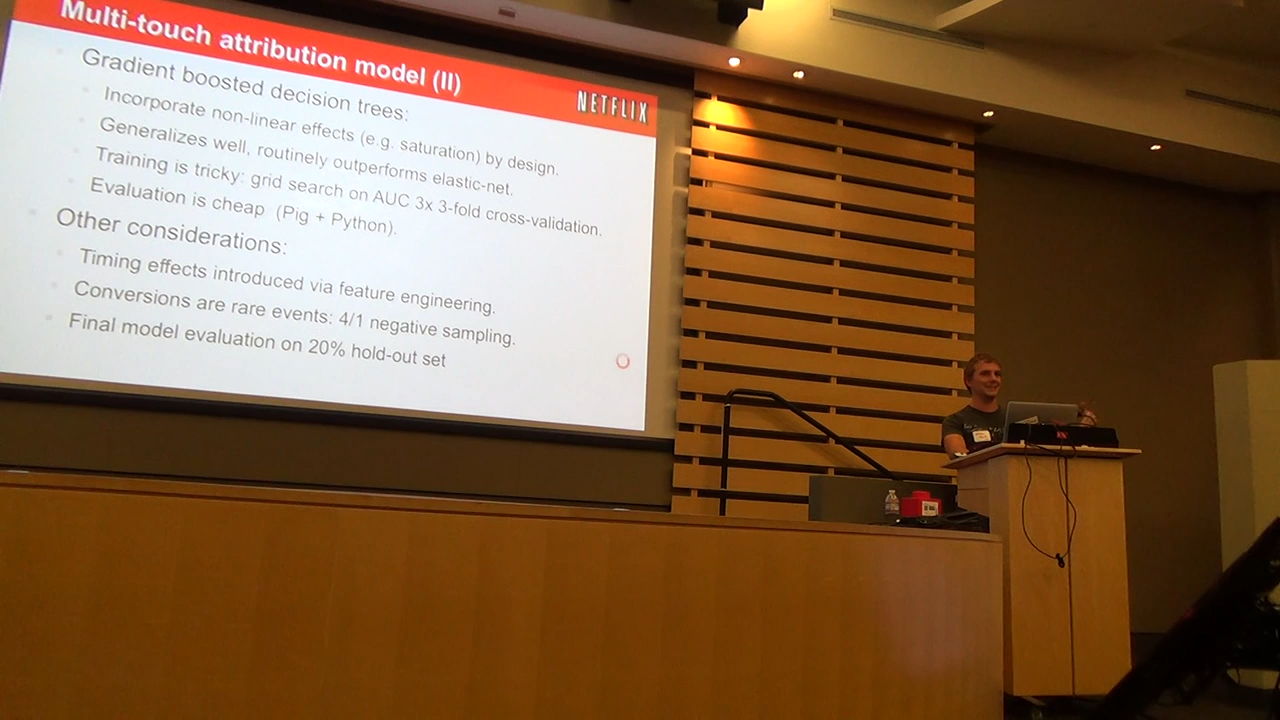 Multi-touch attribution model (II)
NETFLIX
Gradient boosted decision trees:
Incorporate non-linear effects (e.g. saturation) by design.
Generalizes well, routinely outperforms elastic-net.
Training is tricky: grid search on AUC 3x 3-fold cross-validation.
Evaluation is cheap (Pig + Python).
Other considerations:
Timing effects introduced via feature engineering.
Conversions are rare events: 4/1 negative sampling.
Final model evaluation on 20% hold-out set